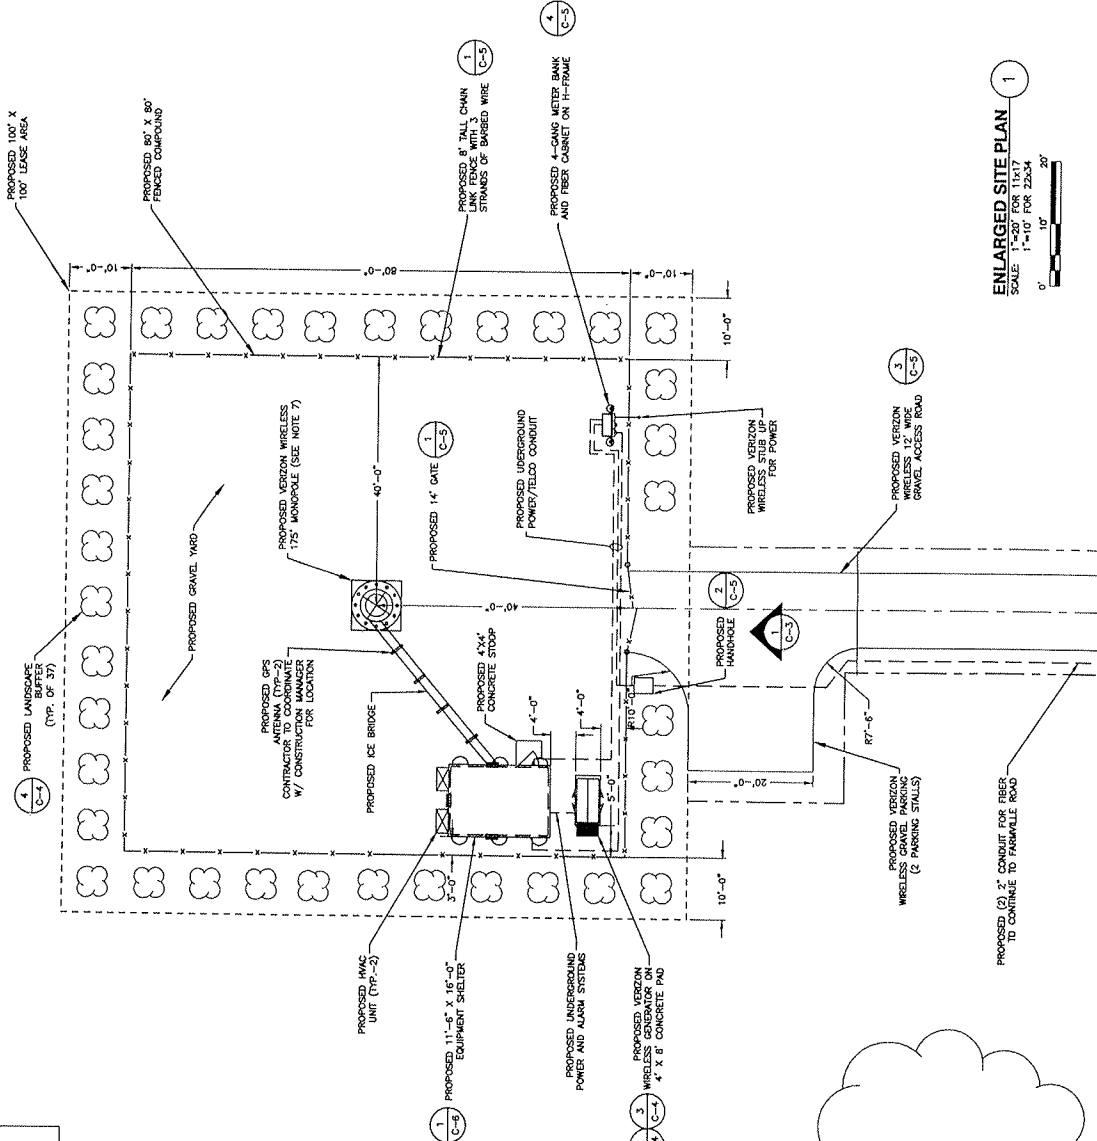 PROPOSED 100' X
100' LEASE AREA
PROPOSED 80' X 80'
FENCED COMPOUND
PROPOSED 8' TALL CHAIN
LINK FENCE WITH 3
STRANDS OF BARBED WIRE
1
C-5
PROPOSED 4-GANG METER BANK
AND FIBER CABINET ON H-FRAME
4
C-5
10'-0"
80'-0"
10'-0"
10'-0"
4
C-4
PROPOSED LANDSCAPE
BUFFER
(TYP. OF 37)
PROPOSED GRAVEL YARD
PROPOSED VERIZON WIRELESS
175' MONOPOLE (SEE NOTE 7)
40'-0"
PROPOSED 14' GATE
1
C-5
PROPOSED UDERGROUND
POWER/TELCO CONDUIT
PROPOSED VERIZON
WIRELESS STUB UP
FOR POWER
PROPOSED VERIZON
WIRELESS 12' WIDE
GRAVEL ACCESS ROAD
3
C-5
PROPOSED GPS
ANTENNA (TYP-2)
CONTRACTOR TO COORDINATE
W/ CONSTRUCTION MANAGER
FOR LOCATION
PROPOSED ICE BRIDGE
PROPOSED 4'X4'
CONCRETE STOOP
40'-0"
4'-0"
4'-0"
5'-0"
R10'-0"
PROPOSED
HANDHOLE
2
C-5
1
C-3
R7'-6"
20'-0"
3'-0"
10'-0"
PROPOSED HVAC
UNIT (TYP.-2)
1
C-6
PROPOSED 11'-6" X 16'-0"
EQUIPMENT SHELTER
PROPOSED UNDERGROUND
POWER AND ALARM SYSTEMS
PROPOSED VERIZON
WIRELESS GENERATOR ON
4' X 8' CONCRETE PAD
3
C-4
PROPOSED VERIZON
WIRELESS GRAVEL PARKING
(2 PARKING STALLS)
PROPOSED (2) 2" CONDUIT FOR FIBER
TO CONTINUE TO FARMVILLE ROAD
ENLARGED SITE PLAN
1
SCALE: 1"=20' FOR 11x17
1"=10' FOR 22x34
0'
10'
20'